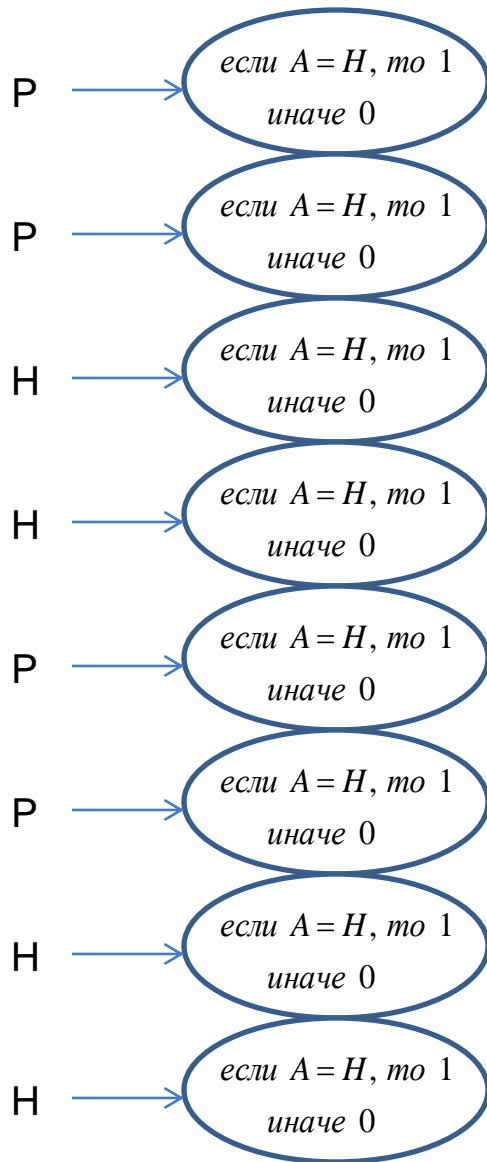 если A = H, то 1
P
иначе 0
если A = H, то 1
P
иначе 0
если A = H, то 1
H
иначе 0
если A = H, то 1
H
иначе 0
если A = H, то 1
P
иначе 0
если A = H, то 1
P
иначе 0
если A = H, то 1
H
иначе 0
если A = H, то 1
H
иначе 0